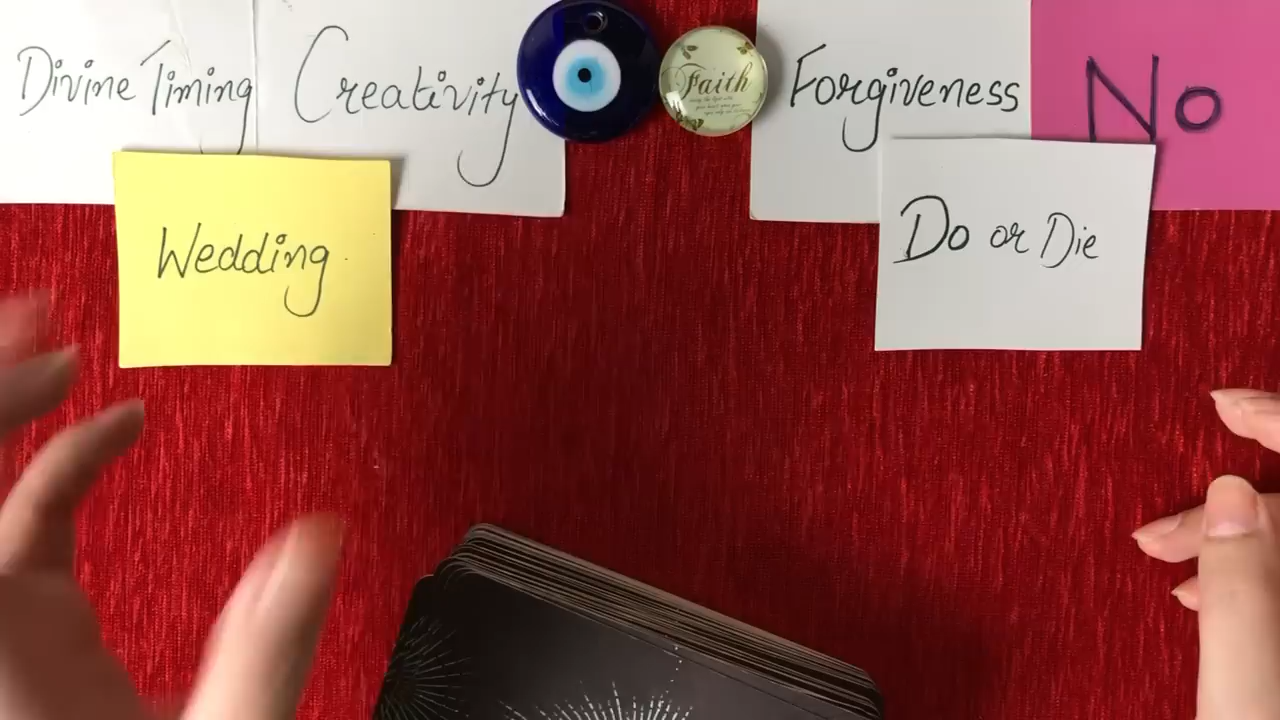 Divine Timing
Creativity
Faith
Forgiveness
No
Wedding
Do or Die